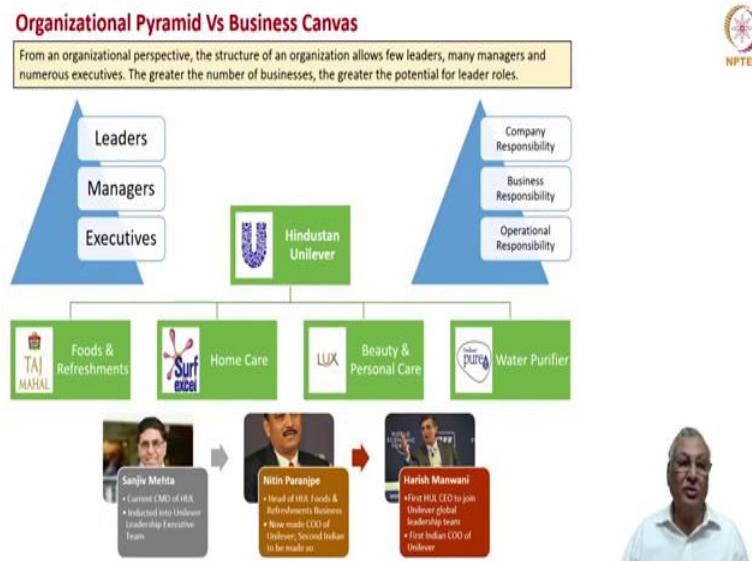 Organizational Pyramid Vs Business Canvas
From an organizational perspective, the structure of an organization allows few leaders, many managers and
numerous executives. The greater the number of businesses, the greater the potential for leader roles.
NPTEL
Leaders
Managers
Executives
Company
Responsibility
Business
Responsibility
Operational
Responsibility
Hindustan
Unilever
TAJ
MAHAL
Foods &
Refreshments
Surf
excel
Home Care
LUX
Beauty &
Personal Care
pure
Water Purifier
WORLD
ECONOMIC
Sanjiv Mehta
• Current CMD of HUL
• Inducted into Unilever
Leadership Executive
Team
Nitin Paranjpe
• Head of HUL Foods &
Refreshments Business
• Now made COO of
Unilever; Second Indian
to be made so
Harish Manwani
• First HUL CEO to join
Unilever global
leadership team
• First Indian COO of
Unilever